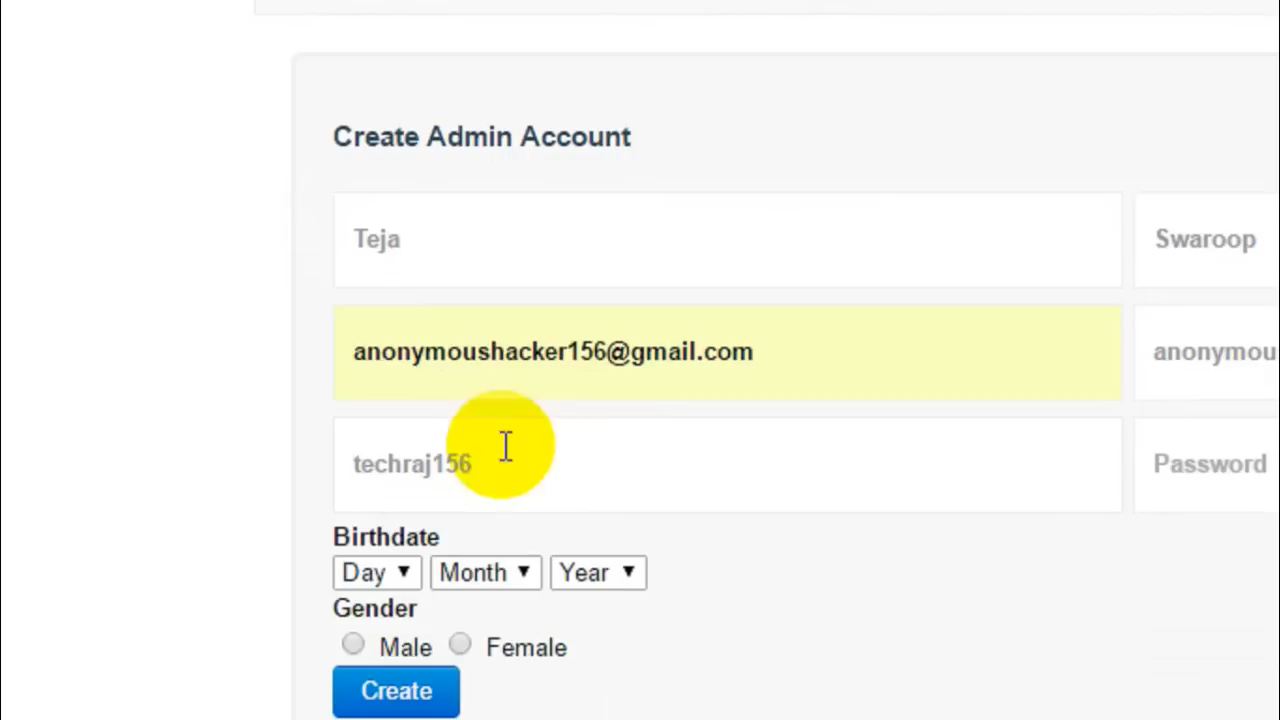 Create Admin Account
Teja Swaroop
anonymoushacker156@gmail.com anonymou
techraj156 Password
Birthdate
Day Month Year
Gender
Male Female
Create